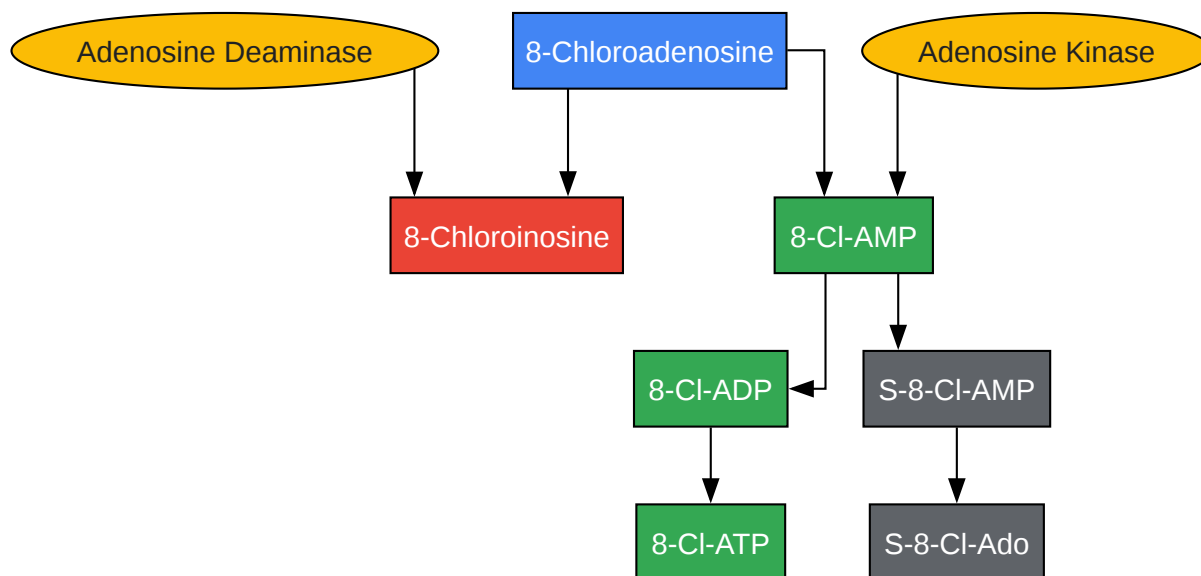 Adenosine Deaminase
8-Chloroadenosine
Adenosine Kinase
8-Chloroinosine
8-Cl-AMP
8-Cl-ADP
S-8-Cl-AMP
8-Cl-ATP
S-8-Cl-Ado